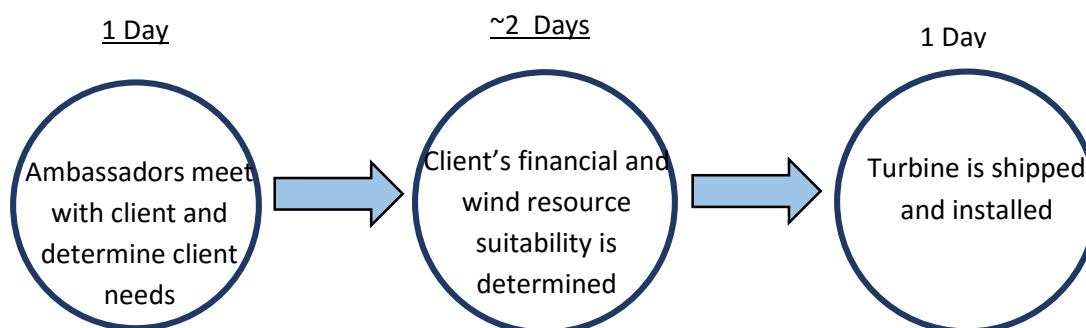 1 Day
~2 Days
1 Day
Ambassadors meet
with client and
determine client
needs
Client’s financial and
wind resource
suitability is
determined
Turbine is shipped
and installed